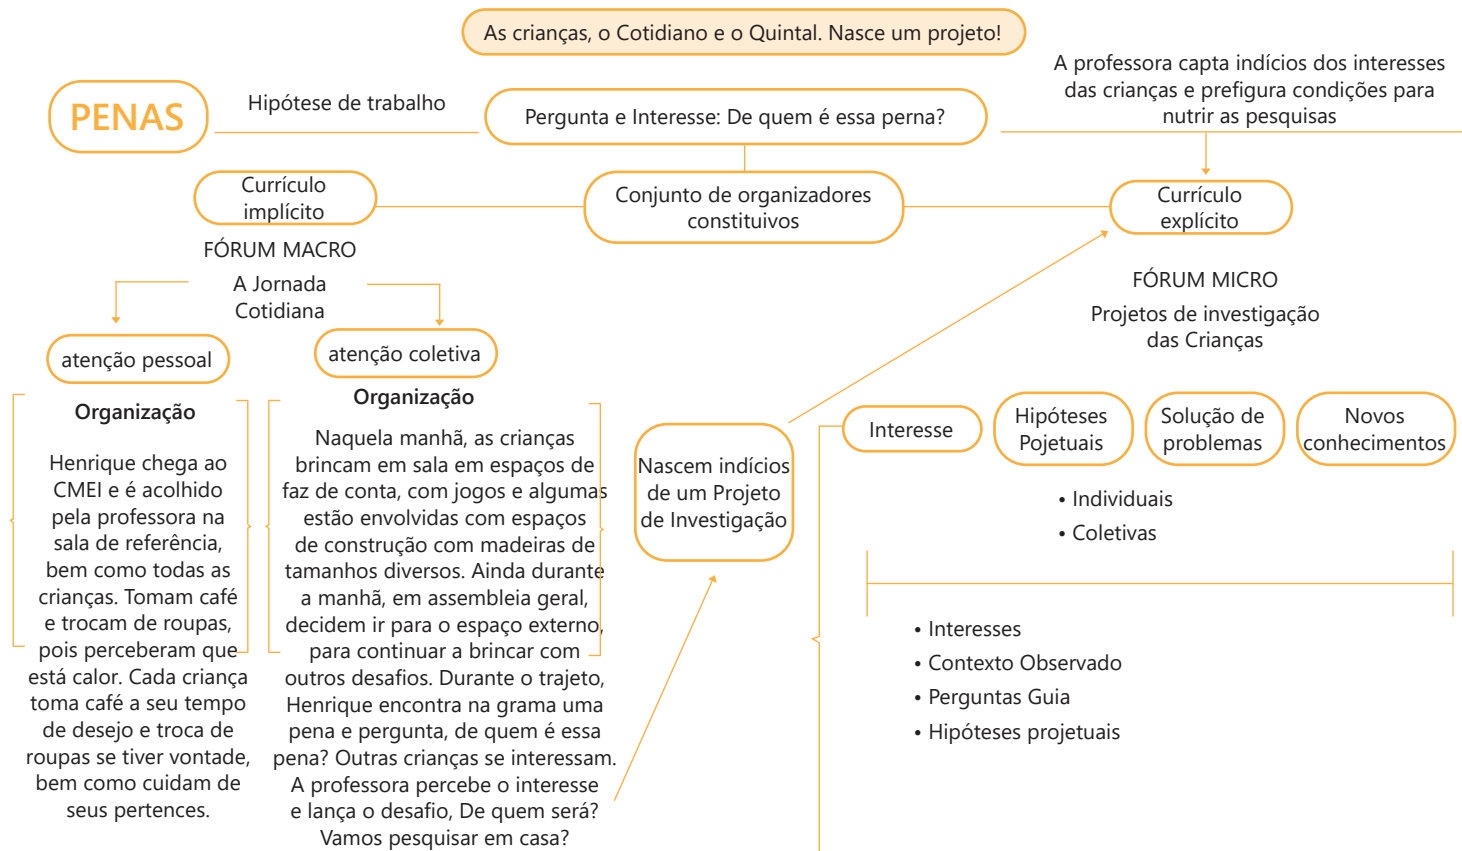 As crianças, o Cotidiano e o Quintal. Nasce um projeto!
PENAS
Hipótese de trabalho
Pergunta e Interesse: De quem é essa perna?
A professora capta indícios dos interesses
das crianças e prefigura condições para
nutrir as pesquisas
Currículo
implícito
Conjunto de organizadores
constituivos
Currículo
explícito
FÓRUM MACRO
A Jornada
Cotidiana
atenção pessoal
Organização
Henrique chega ao
CMEI e é acolhido
pela professora na
sala de referência,
bem como todas as
crianças. Tomam café
e trocam de roupas,
pois perceberam que
está calor. Cada criança
toma café a seu tempo
de desejo e troca de
roupas se tiver vontade,
bem como cuidam de
seus pertences.
atenção coletiva
Organização
Naquela manhã, as crianças
brincam em sala em espaços de
faz de conta, com jogos e algumas
estão envolvidas com espaços
de construção com madeiras de
tamanhos diversos. Ainda durante
a manhã, em assembleia geral,
decidem ir para o espaço externo,
para continuar a brincar com
outros desafios. Durante o trajeto,
Henrique encontra na grama uma
pena e pergunta, de quem é essa
pena? Outras crianças se interessam.
A professora percebe o interesse
e lança o desafio, De quem será?
Vamos pesquisar em casa?
Nascem indícios
de um Projeto
de Investigação
FÓRUM MICRO
Projetos de investigação
das Crianças
Interesse
Hipóteses
Pojetuais
Solução de
problemas
Novos
conhecimentos
• Individuais
• Coletivas
• Interesses
• Contexto Observado
• Perguntas Guia
• Hipóteses projetuais